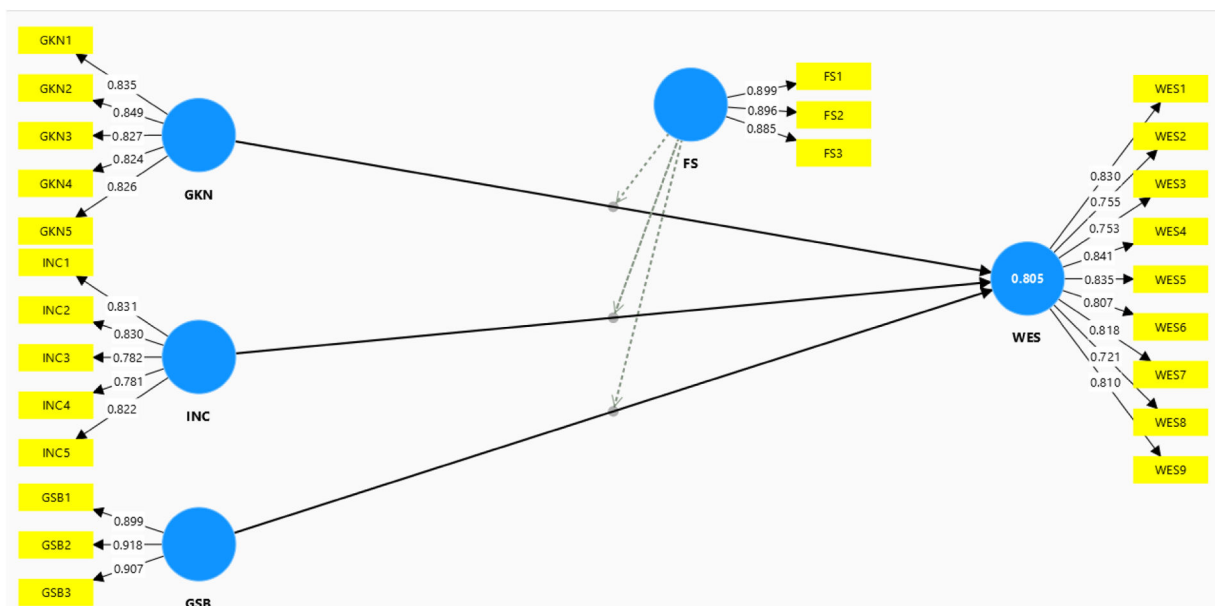 GKN1
GKN2
GKN3
GKN4
GKN5
0.835
0.849
0.827
0.824
0.826
GKN
INC1
INC2
INC3
INC4
INC5
0.831
0.830
0.782
0.781
0.822
INC
GSB1
GSB2
GSB3
0.899
0.918
0.907
GSB
FS
0.899
0.896
0.885
FS1
FS2
FS3
0.805
WES
0.830
0.755
0.753
0.841
0.835
0.807
0.818
0.721
0.810
WES1
WES2
WES3
WES4
WES5
WES6
WES7
WES8
WES9